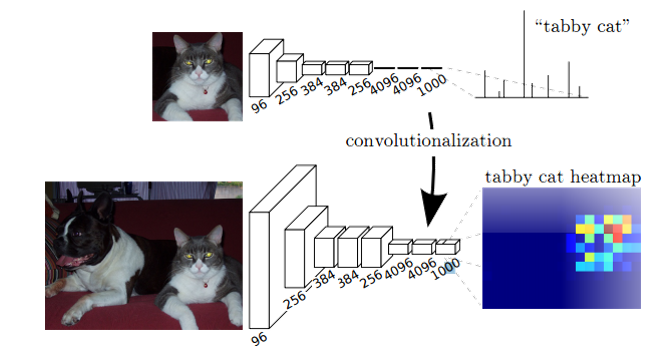 “tabby cat”
96 256 384 384 256 4096 4096 1000
convolutionalization
tabby cat heatmap
96 256 384 384 256 4096 4096 1000